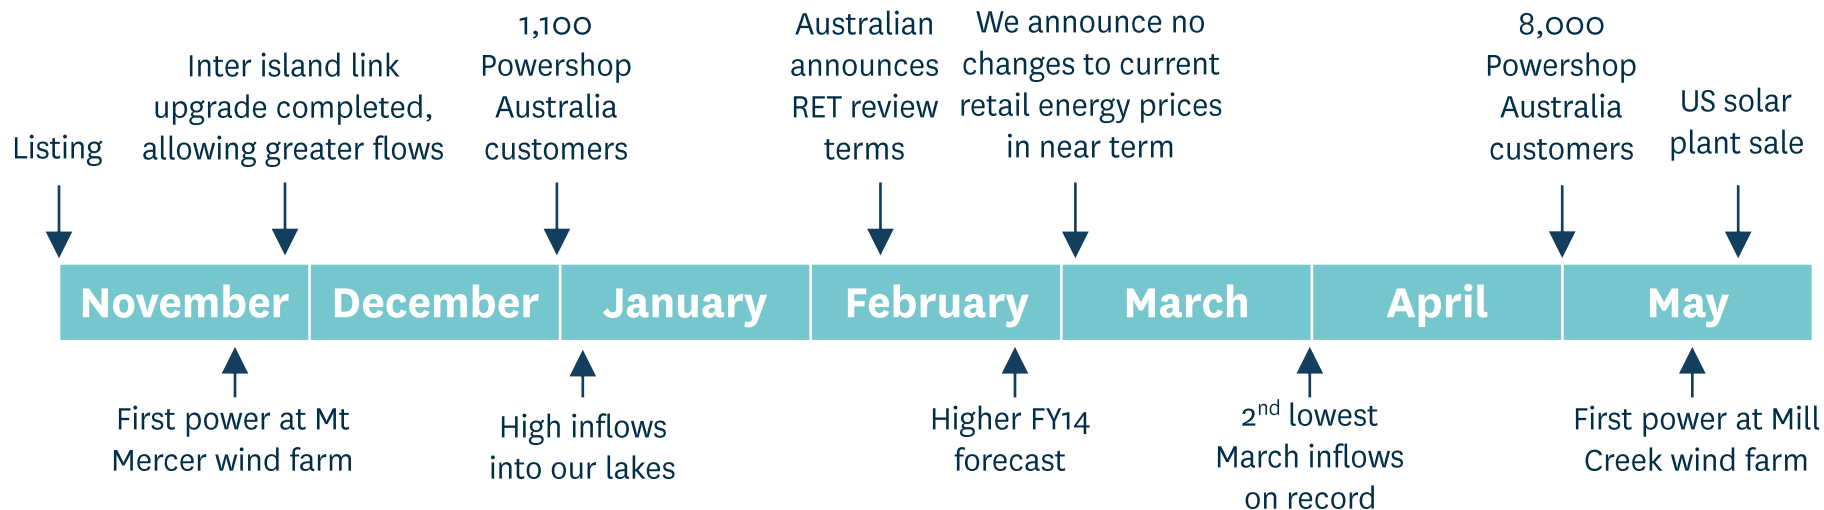 Listing
Inter island link
upgrade completed,
allowing greater flows
1,100
Powershop
Australia
customers
Australian
announces
RET review
terms
We announce no
changes to current
retail energy prices
in near term
8,000
Powershop
Australia
customers
US solar
plant sale
November
December
January
February
March
April
May
First power at Mt
Mercer wind farm
High inflows
into our lakes
Higher FY14
forecast
2nd lowest
March inflows
on record
First power at Mill
Creek wind farm